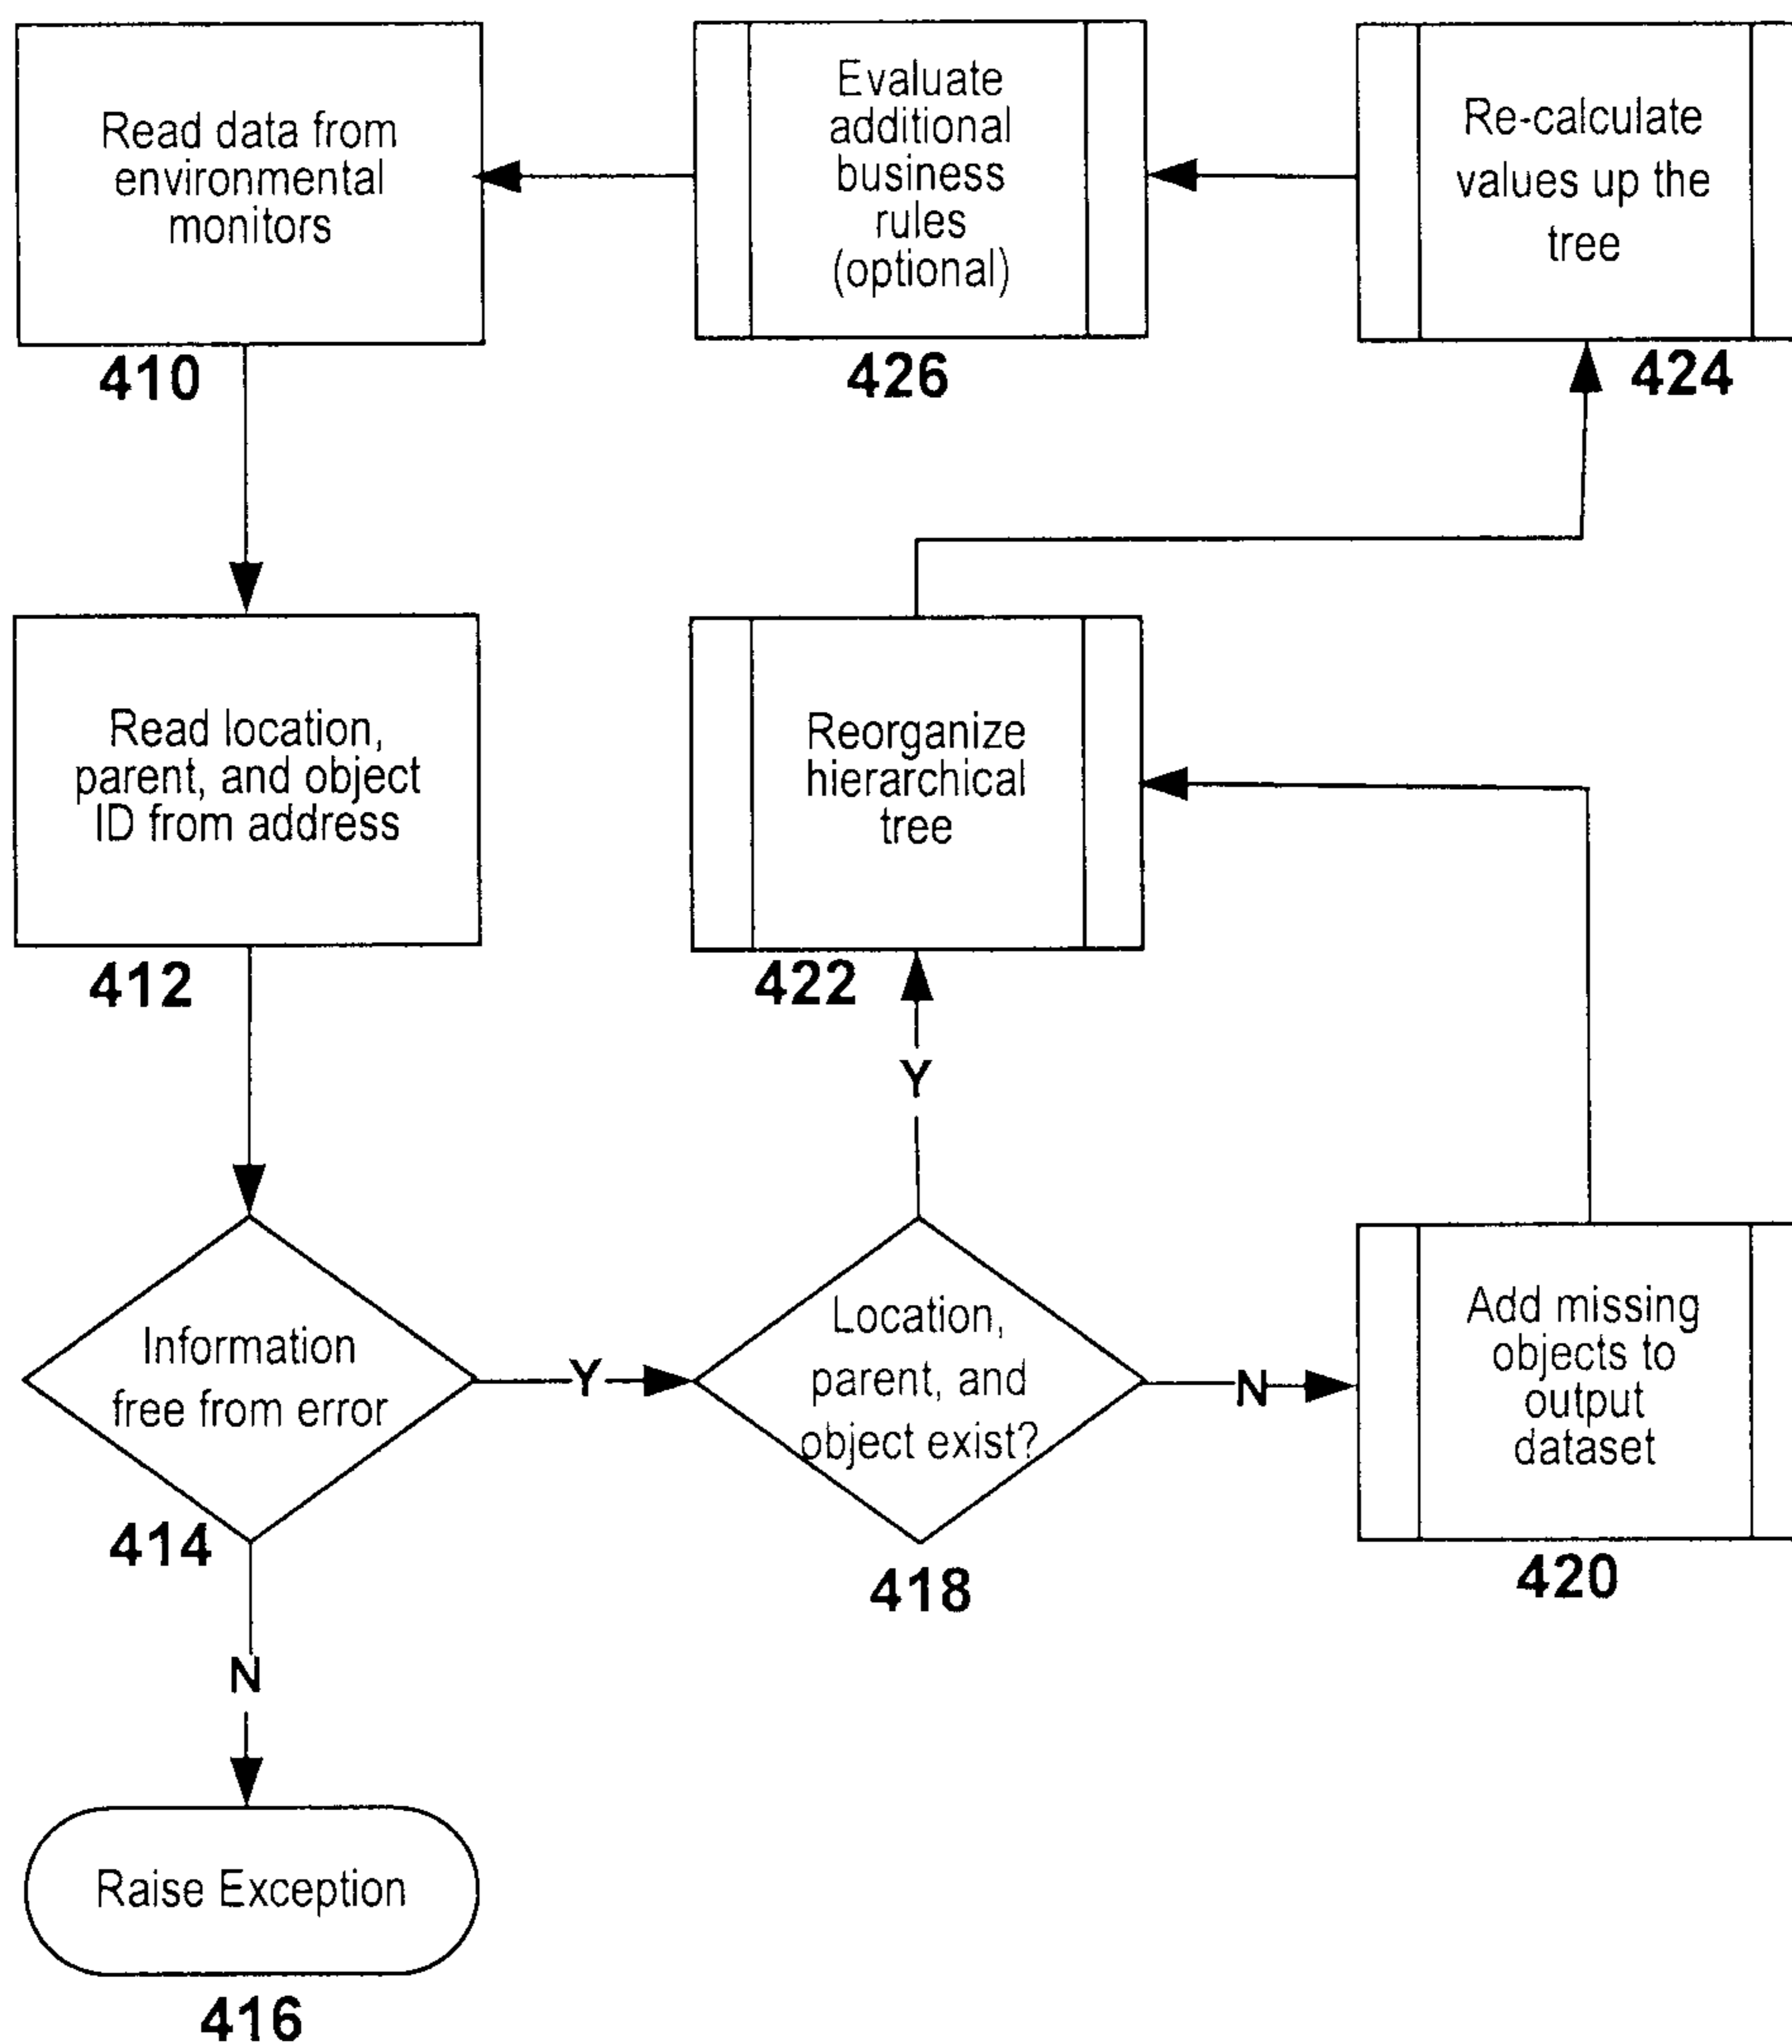 Read data from
environmental
monitors
410
Evaluate
additional
business
rules
(optional)
426
Re-calculate
values up the
tree
424
Read location,
parent, and object
ID from address
412
Reorganize
hierarchical
tree
422
Y
Information
free from error
414
Y
Location,
parent, and
object exist?
418
N
Add missing
objects to
output
dataset
420
N
Raise Exception
416